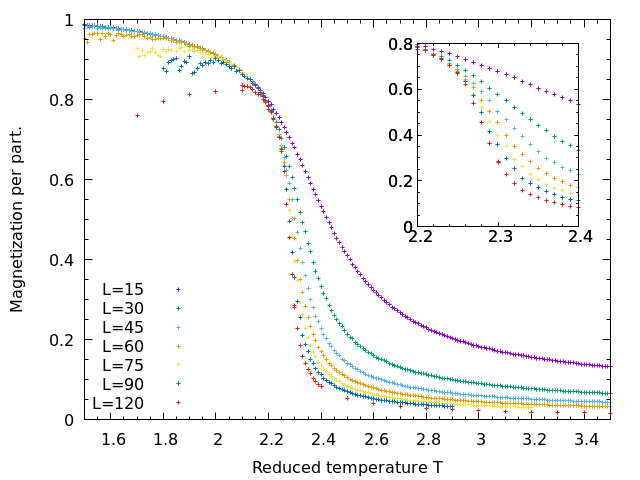 1
0.8
0.6
0.4
0.2
0
1.6
1.8
2
2.2
2.4
2.6
2.8
3
3.2
3.4
Magnetization per part.
Reduced temperature T
L=15
L=30
L=45
L=60
L=75
L=90
L=120
0.8
0.6
0.4
0.2
0
2.2
2.3
2.4